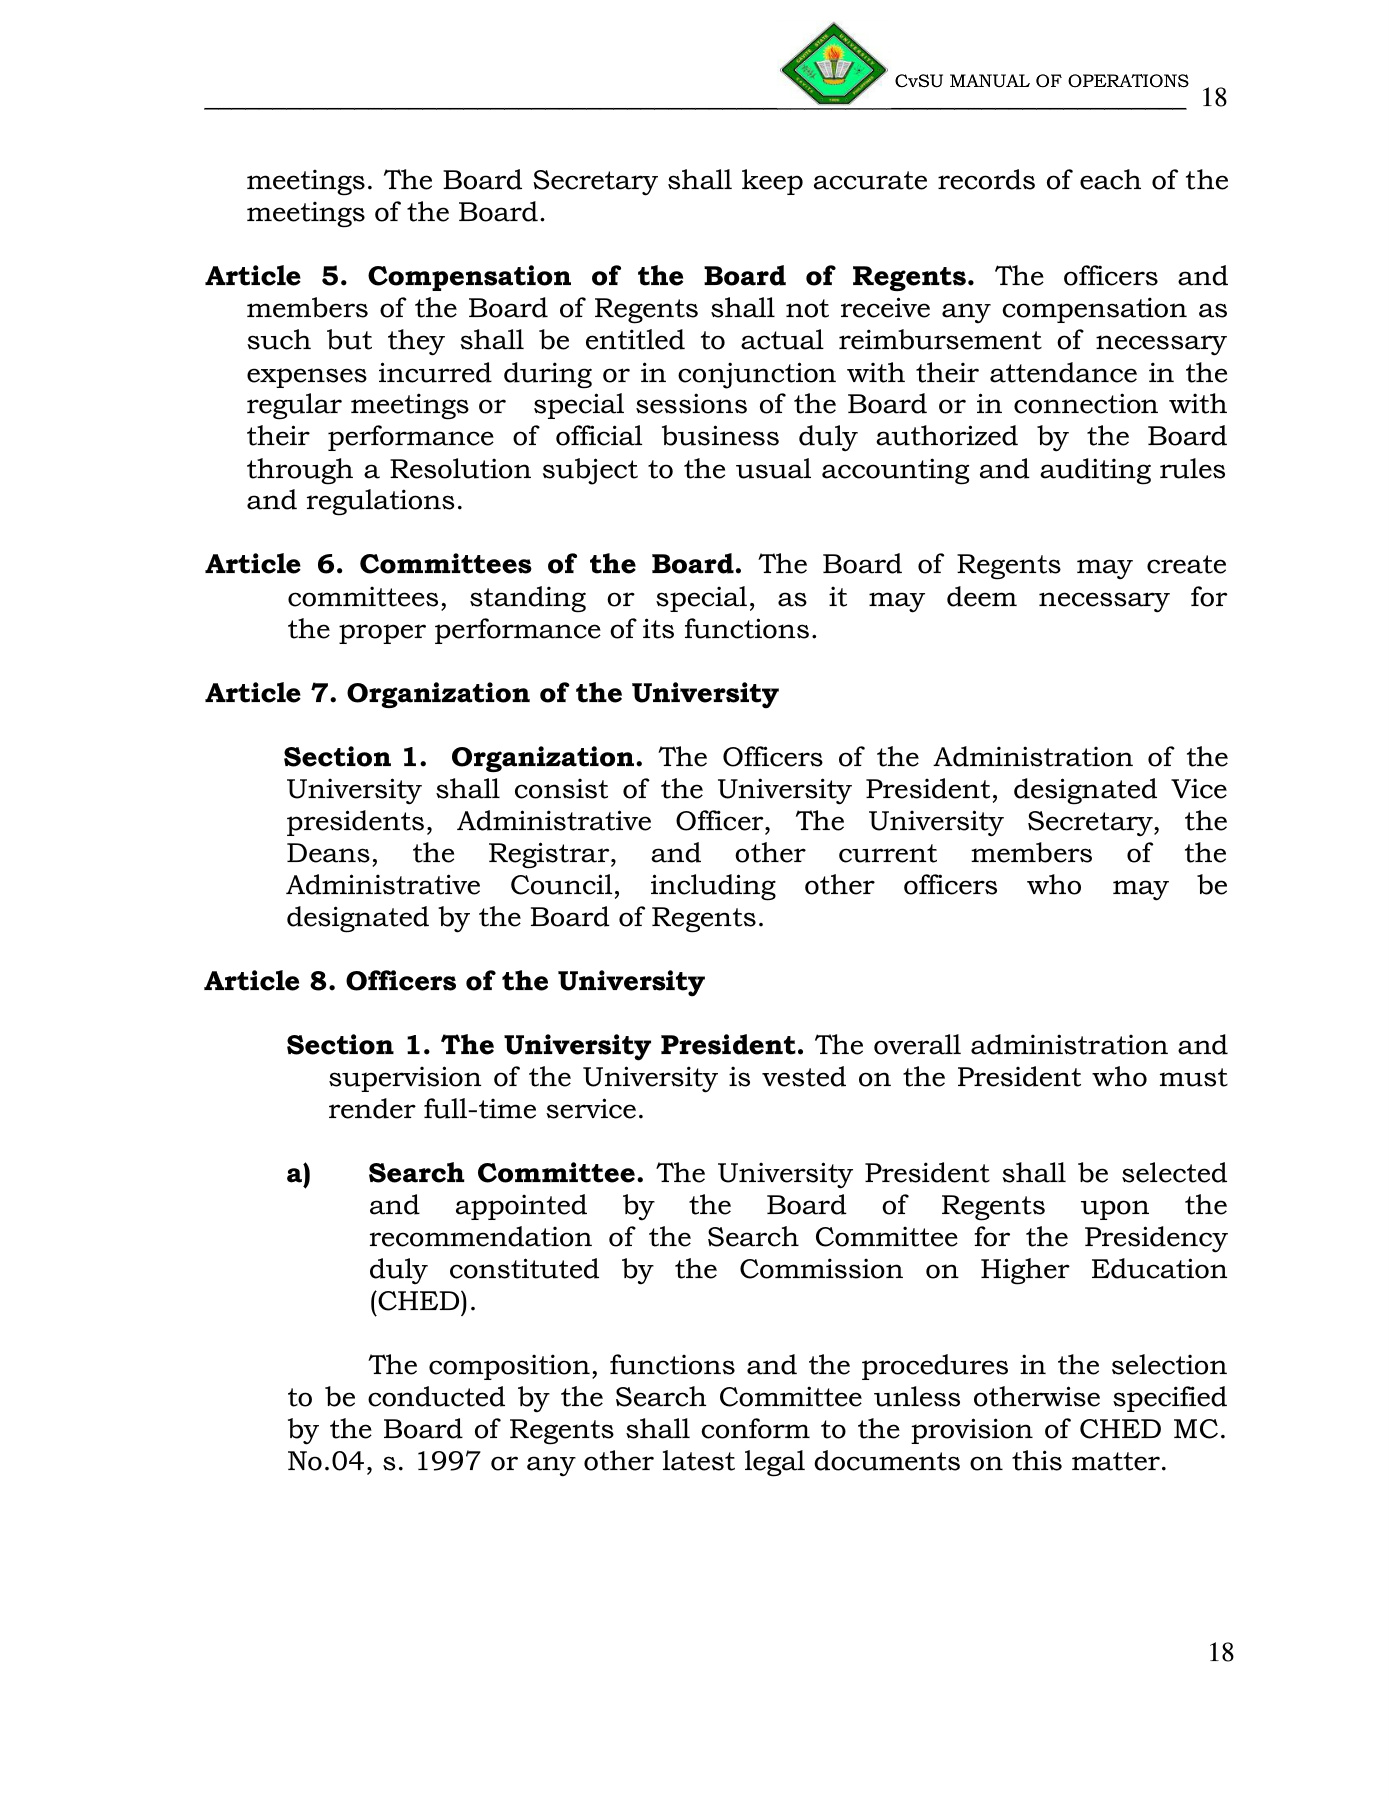 CvSU MANUAL OF OPERATIONS 18
meetings. The Board Secretary shall keep accurate records of each of the
meetings of the Board.
Article 5. Compensation of the Board of Regents. The officers and
members of the Board of Regents shall not receive any compensation as
such but they shall be entitled to actual reimbursement of necessary
expenses incurred during or in conjunction with their attendance in the
regular meetings or special sessions of the Board or in connection with
their performance of official business duly authorized by the Board
through a Resolution subject to the usual accounting and auditing rules
and regulations.
Article 6. Committees of the Board. The Board of Regents may create
committees, standing or special, as it may deem necessary for
the proper performance of its functions.
Article 7. Organization of the University
Section 1. Organization. The Officers of the Administration of the
University shall consist of the University President, designated Vice
presidents, Administrative Officer, The University Secretary, the
Deans, the Registrar, and other current members of the
Administrative Council, including other officers who may be
designated by the Board of Regents.
Article 8. Officers of the University
Section 1. The University President. The overall administration and
supervision of the University is vested on the President who must
render full-time service.
a) Search Committee. The University President shall be selected
and appointed by the Board of Regents upon the
recommendation of the Search Committee for the Presidency
duly constituted by the Commission on Higher Education
(CHED).
The composition, functions and the procedures in the selection
to be conducted by the Search Committee unless otherwise specified
by the Board of Regents shall conform to the provision of CHED MC.
No.04, s. 1997 or any other latest legal documents on this matter.
18